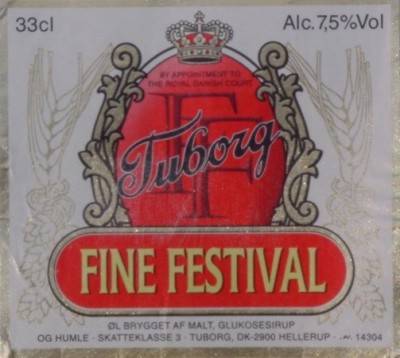 33cl Alc. 7,5%Vol
BY APPOINTMENT TO
THE ROYAL DANISH COURT
FF
Tuborg
FINE FESTIVAL
ØL BRYGGET AF MALT, GLUKOSESIRUP
OG HUMLE · SKATTEKLASSE 3 · TUBORG, DK-2900 HELLERUP · 14304